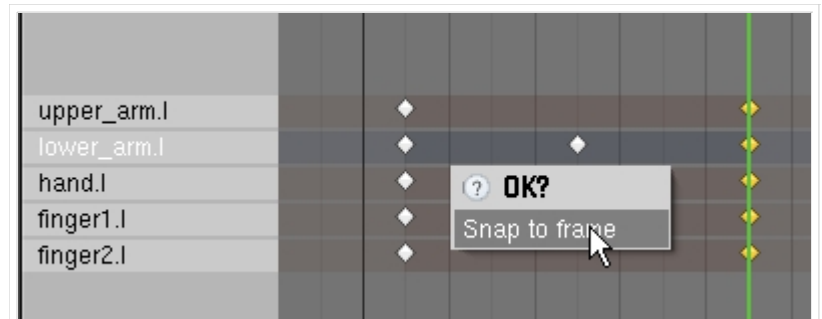 upper_arm.l
lower_arm.l
hand.l
OK?
finger1.l
Snap to frame
finger2.l